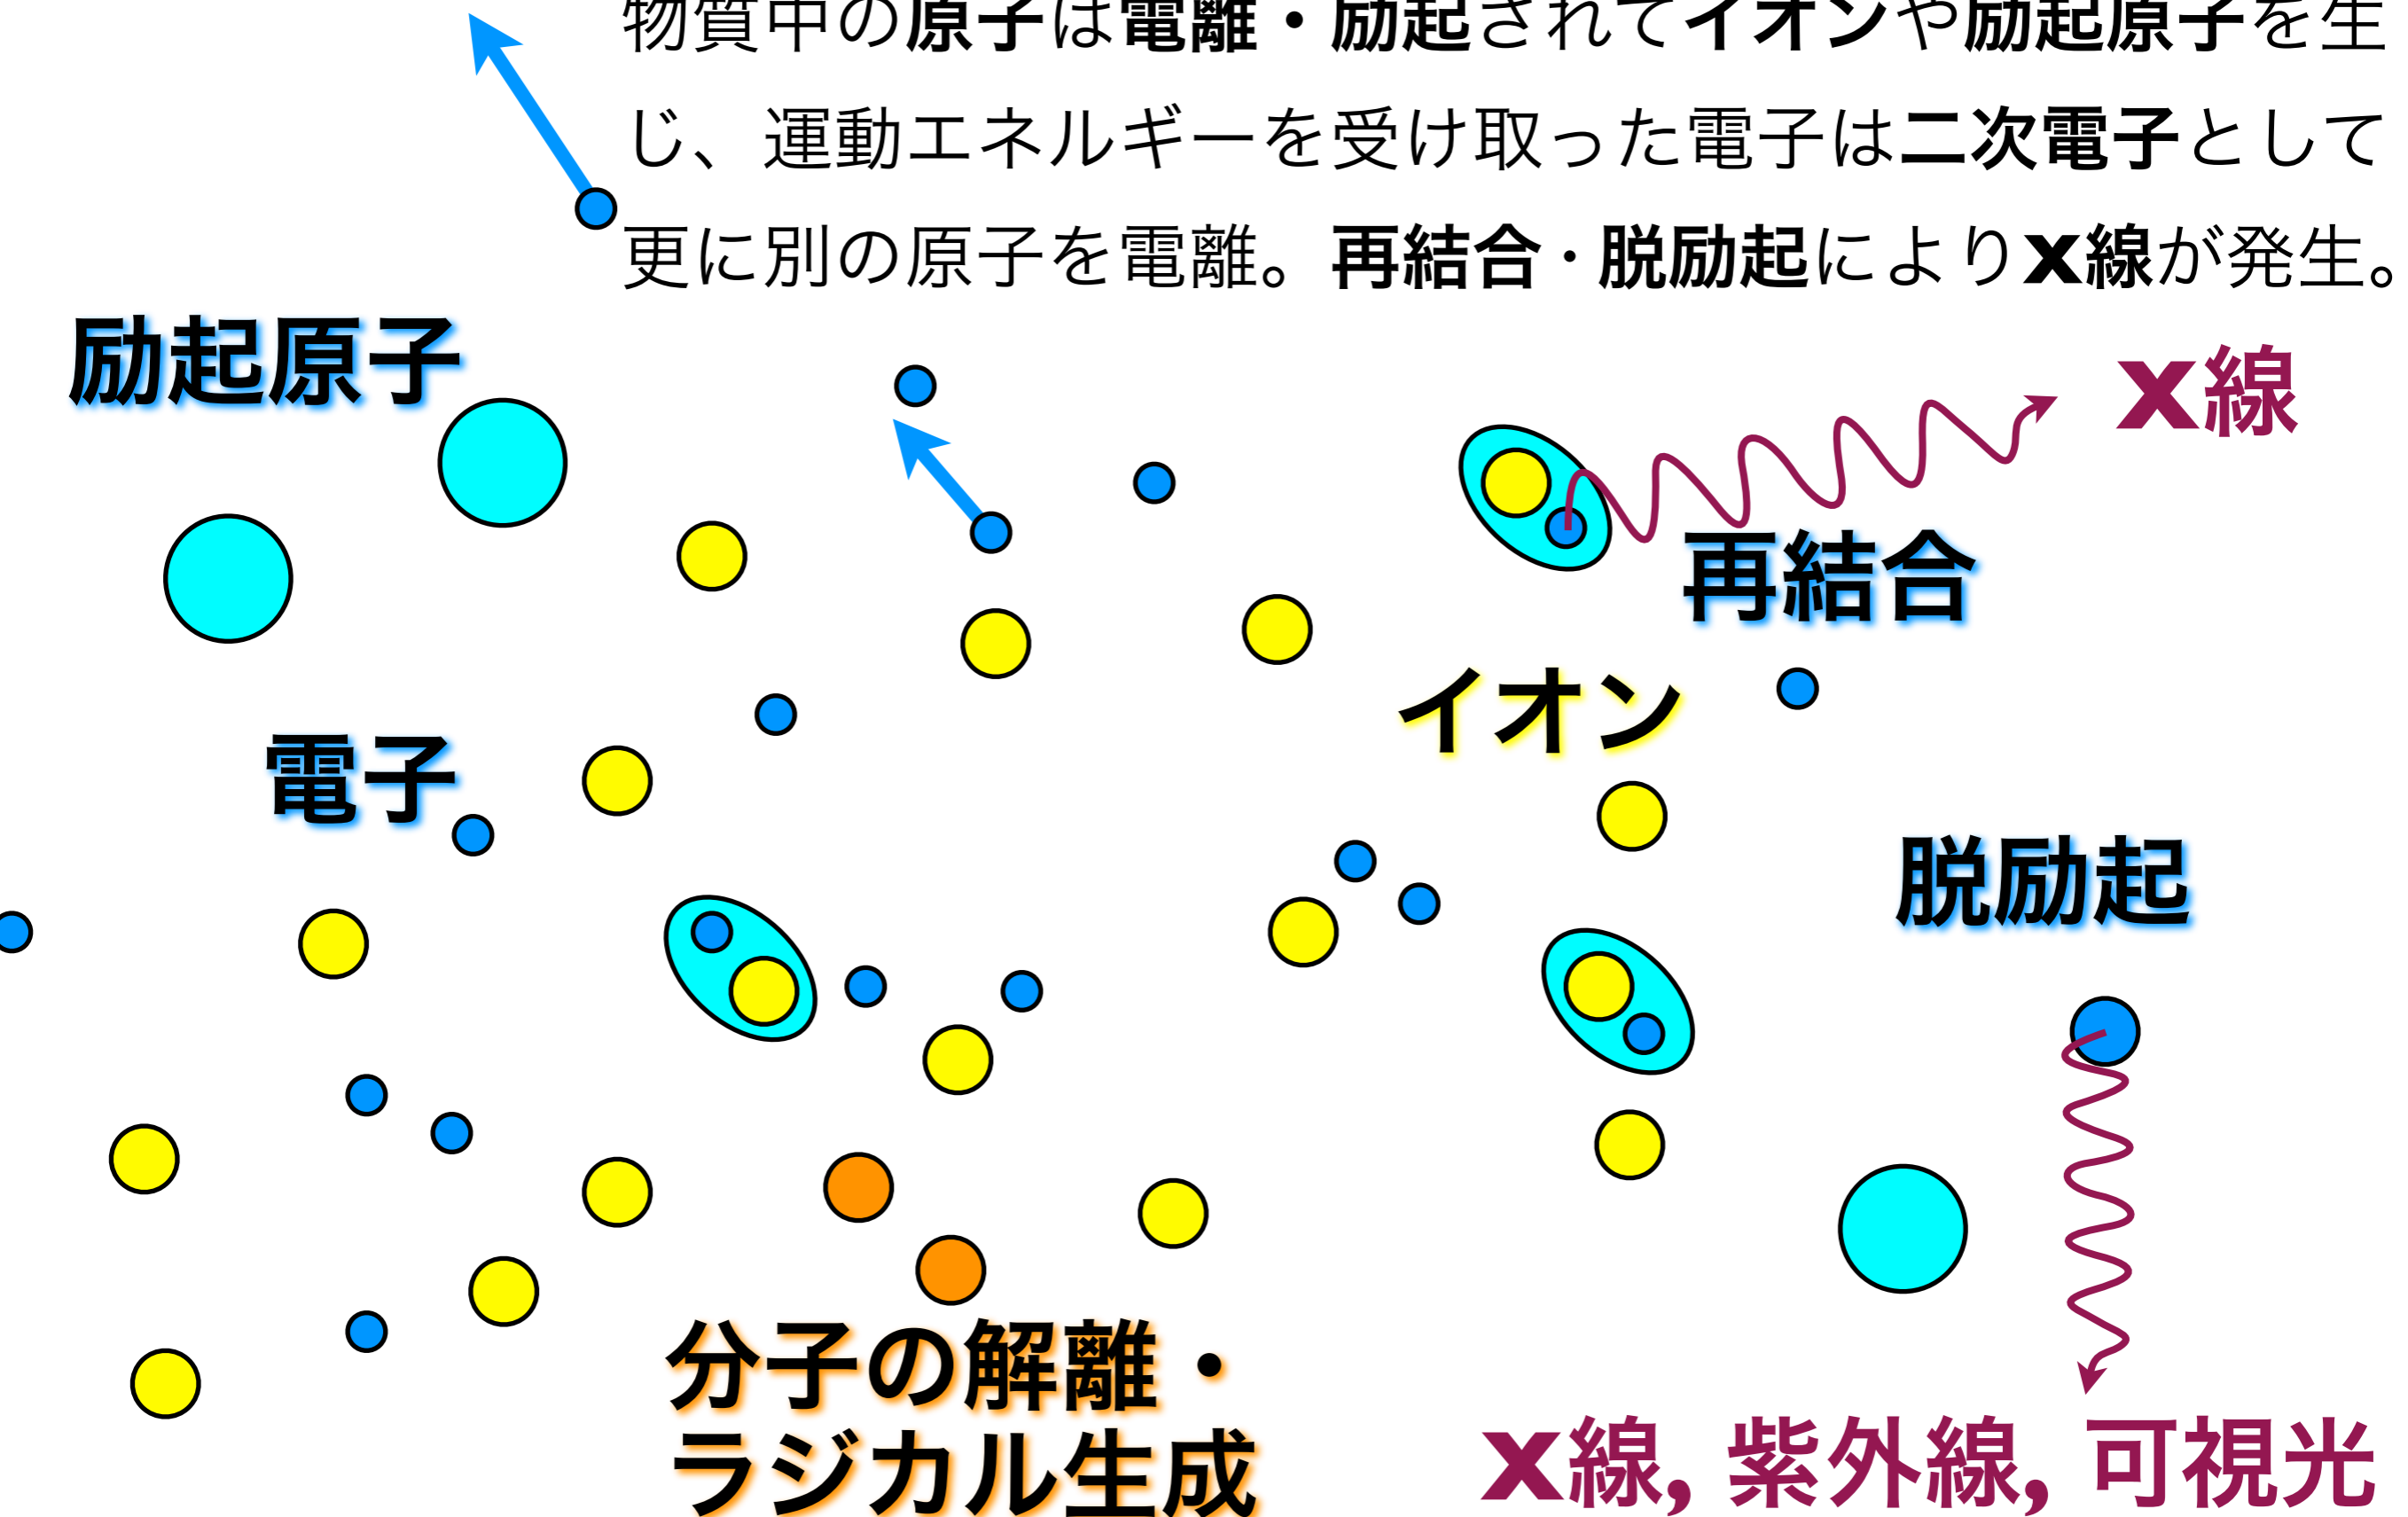 物質中の原子は電離・励起されてイオンや励起原子を生
じ、運動エネルギーを受け取った電子は二次電子として
更に別の原子を電離。再結合・脱励起によりX線が発生。
励起原子
X線
再結合
イオン
電子
脱励起
分子の解離・
ラジカル生成
X線, 紫外線, 可視光